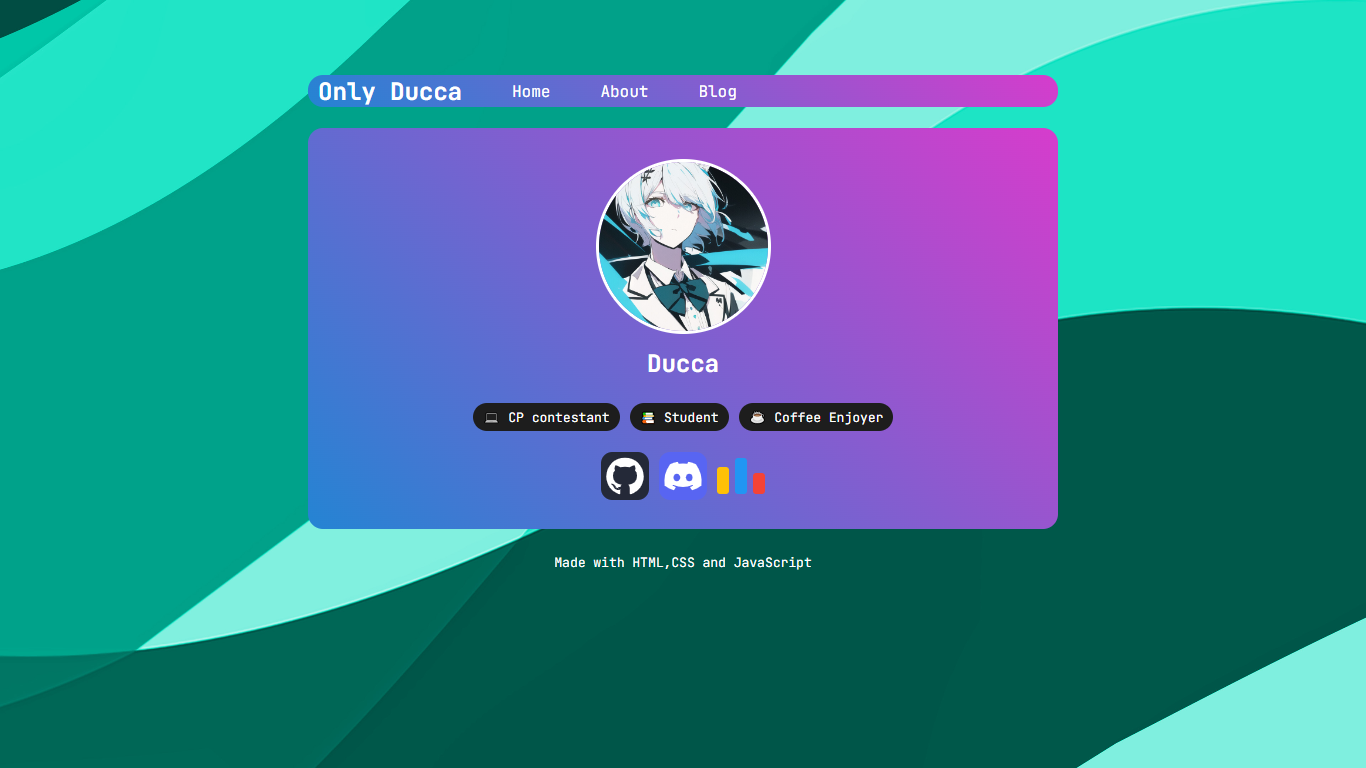 Only Ducca Home About Blog
Ducca
💻 CP contestant 📚 Student ☕ Coffee Enjoyer
Made with HTML,CSS and JavaScript